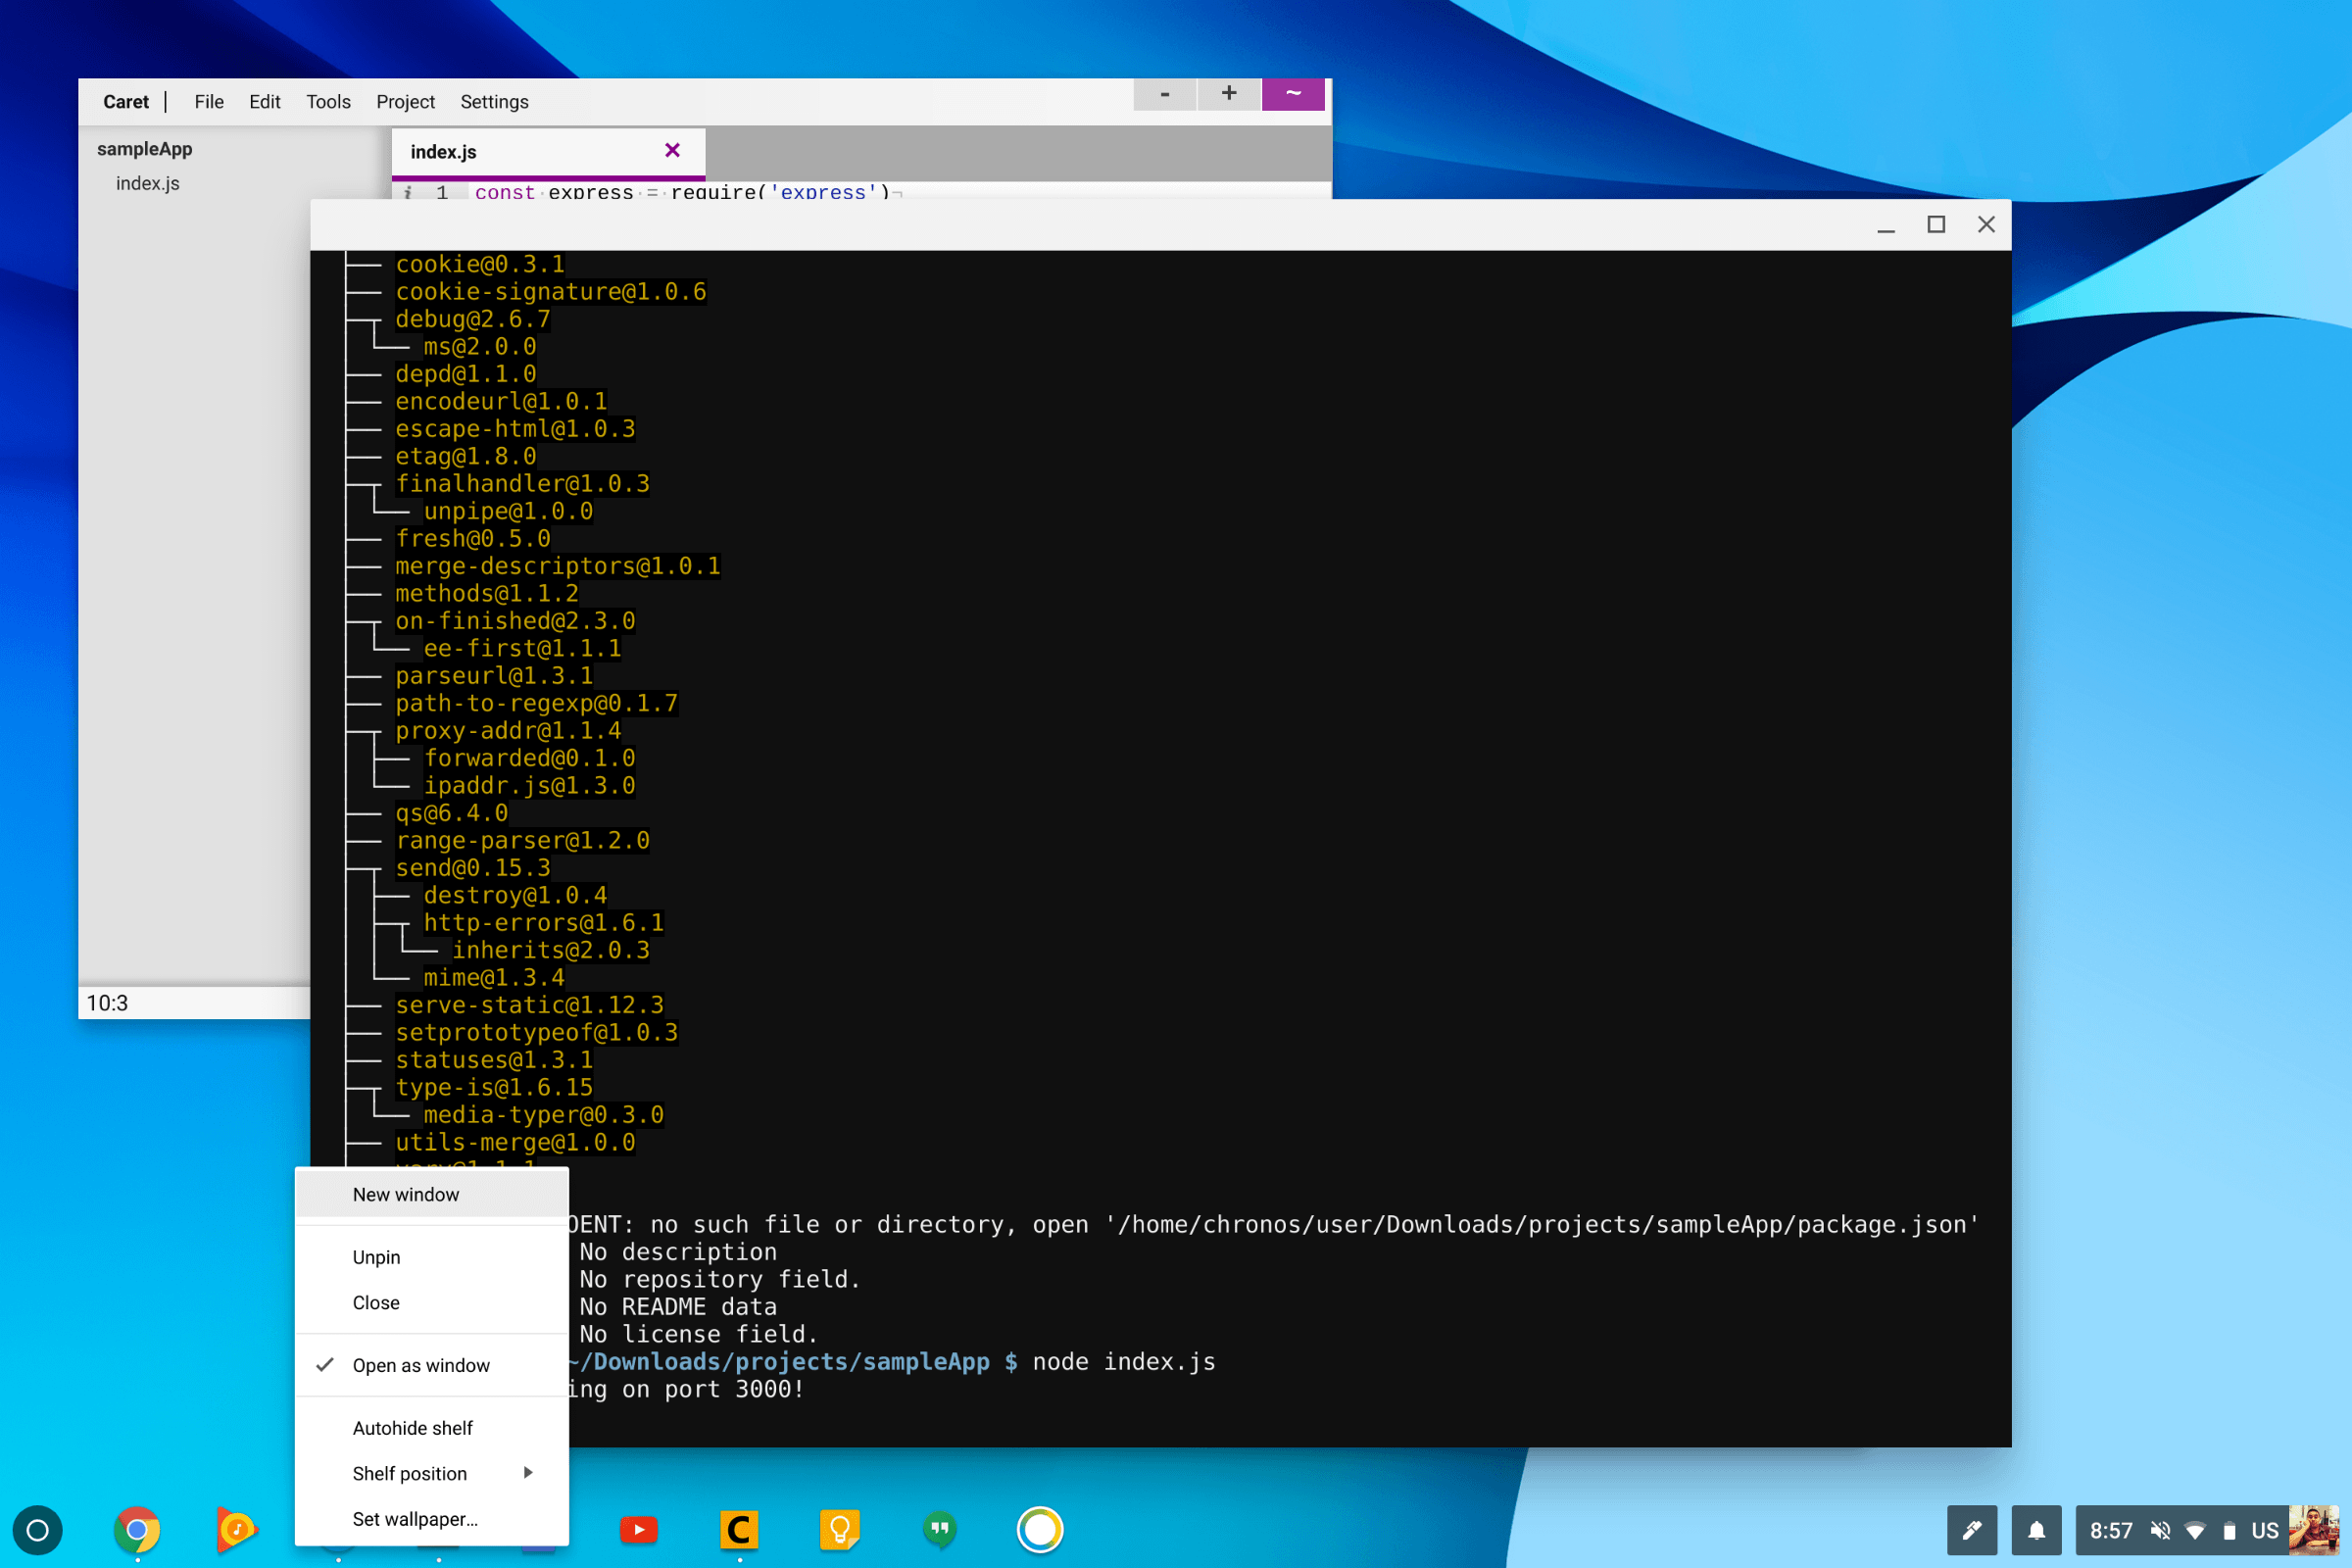 Caret | File Edit Tools Project Settings
- + ~
sampleApp
index.js
index.js ×
i 1 const express = require('express')
cookie@0.3.1
cookie-signature@1.0.6
debug@2.6.7
ms@2.0.0
depd@1.1.0
encodeurl@1.0.1
escape-html@1.0.3
etag@1.8.0
finalhandler@1.0.3
unpipe@1.0.0
fresh@0.5.0
merge-descriptors@1.0.1
methods@1.1.2
on-finished@2.3.0
ee-first@1.1.1
parseurl@1.3.1
path-to-regexp@0.1.7
proxy-addr@1.1.4
forwarded@0.1.0
ipaddr.js@1.3.0
qs@6.4.0
range-parser@1.2.0
send@0.15.3
destroy@1.0.4
http-errors@1.6.1
inherits@2.0.3
mime@1.3.4
serve-static@1.12.3
setprototypeof@1.0.3
statuses@1.3.1
type-is@1.6.15
media-typer@0.3.0
utils-merge@1.0.0
OENT: no such file or directory, open '/home/chronos/user/Downloads/projects/sampleApp/package.json'
No description
No repository field.
No README data
No license field.
~/Downloads/projects/sampleApp $ node index.js
ing on port 3000!
10:3
New window
Unpin
Close
Open as window
Autohide shelf
Shelf position
Set wallpaper...
C
8:57 US